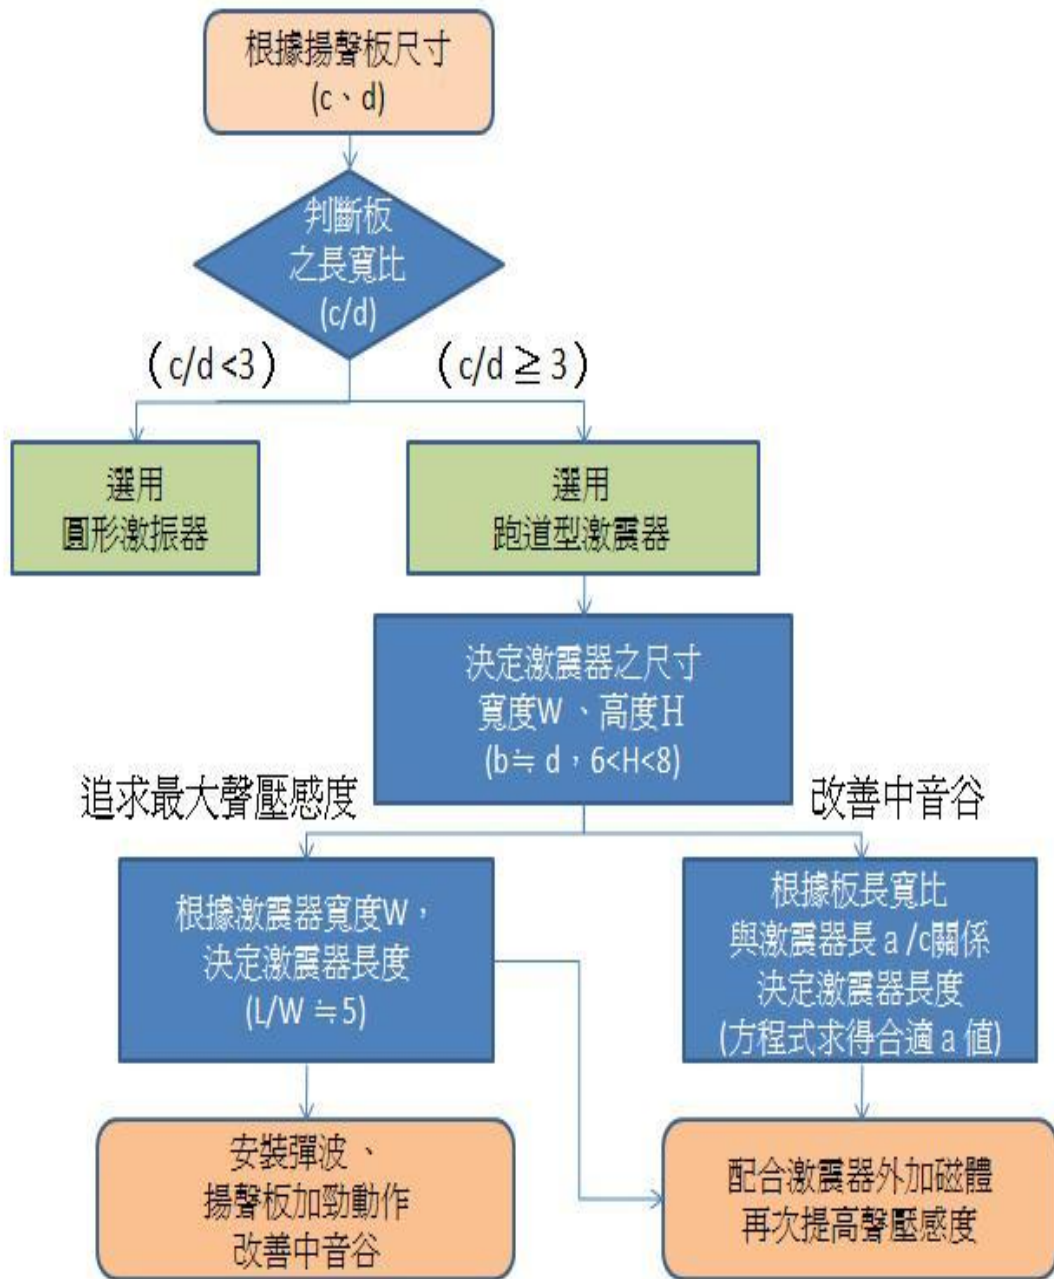 根據揚聲板尺寸
(c、d)
判斷板
之長寬比
(c/d)
(c/d <3)
(c/d ≧ 3)
選用
圓形激振器
選用
跑道型激震器
決定激震器之尺寸
寬度W 、高度H
(b≒ d,6<H<8)
追求最大聲壓感度
改善中音谷
根據激震器寬度W,
決定激震器長度
(L/W ≒5)
根據板長寬比
與激震器長 a /c關係
決定激震器長度
(方程式求得合適 a 值)
安裝彈波 、
揚聲板加勁動作
改善中音谷
配合激震器外加磁體
再次提高聲壓感度